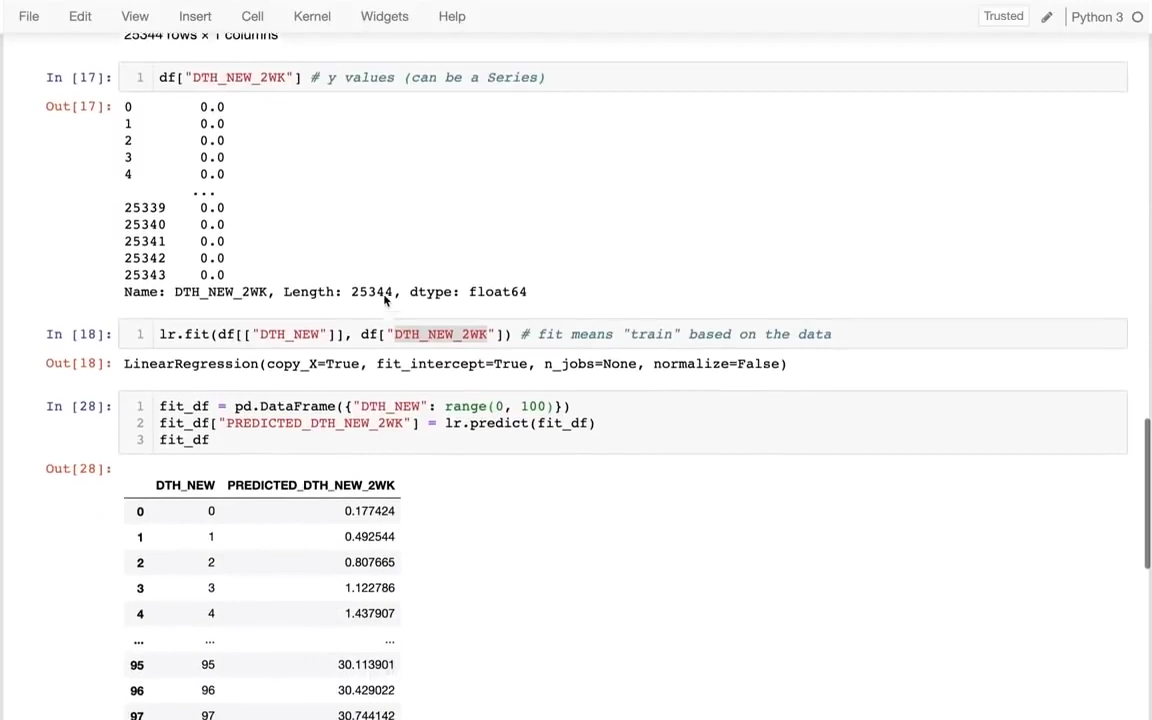 File Edit View Insert Cell Kernel Widgets Help Trusted Python 3
25344 rows × 1 columns
In [17]: 1 df["DTH_NEW_2WK"] # y values (can be a Series)
Out[17]: 0 0.0
1 0.0
2 0.0
3 0.0
4 0.0
...
25339 0.0
25340 0.0
25341 0.0
25342 0.0
25343 0.0
Name: DTH_NEW_2WK, Length: 25344, dtype: float64
In [18]: 1 lr.fit(df[["DTH_NEW"]], df["DTH_NEW_2WK"]) # fit means "train" based on the data
Out[18]: LinearRegression(copy_X=True, fit_intercept=True, n_jobs=None, normalize=False)
In [28]: 1 fit_df = pd.DataFrame({"DTH_NEW": range(0, 100)})
2 fit_df["PREDICTED_DTH_NEW_2WK"] = lr.predict(fit_df)
3 fit_df
Out[28]:
DTH_NEW PREDICTED_DTH_NEW_2WK
0 0 0.177424
1 1 0.492544
2 2 0.807665
3 3 1.122786
4 4 1.437907
... ... ...
95 95 30.113901
96 96 30.429022
97 97 30.744142